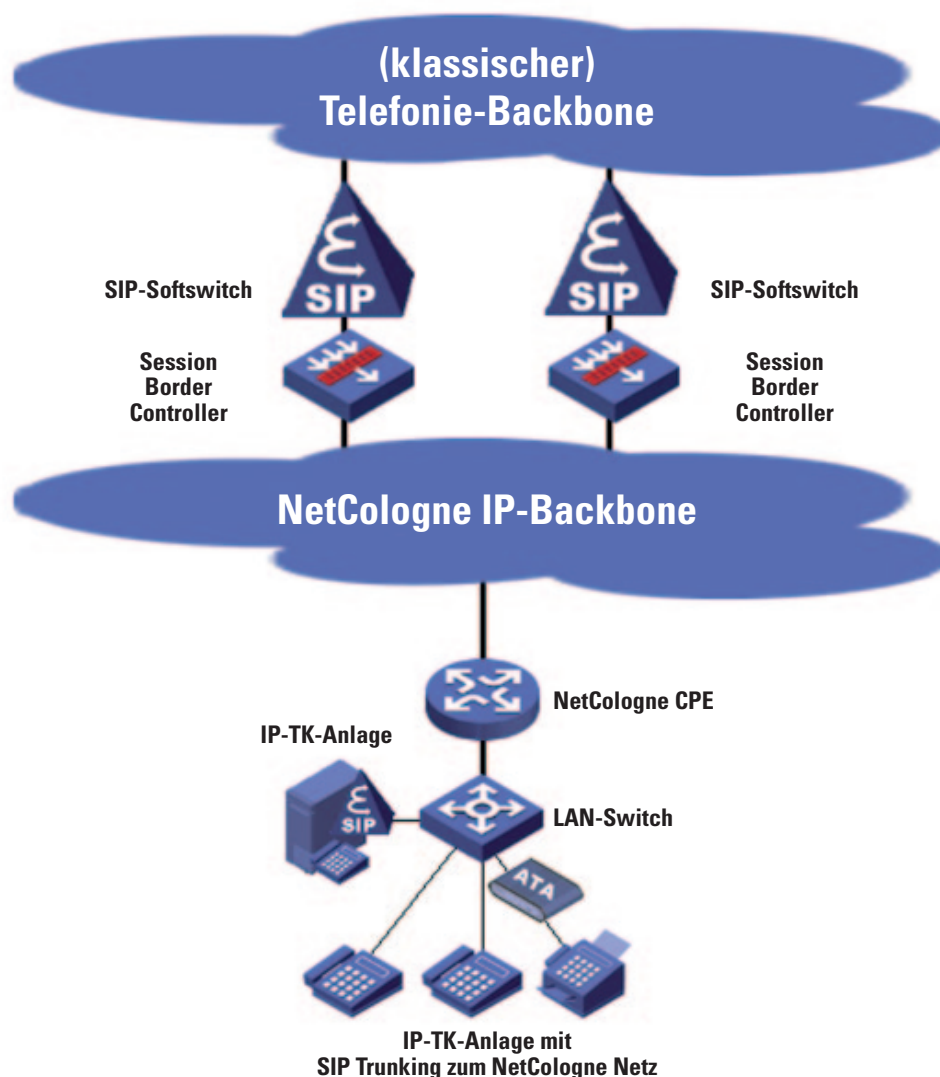 (klassischer)
Telefonie-Backbone
SIP
SIP
SIP-Softswitch
SIP-Softswitch
Session
Border
Controller
Session
Border
Controller
NetCologne IP-Backbone
NetCologne CPE
IP-TK-Anlage
SIP
LAN-Switch
ATA
IP-TK-Anlage mit
SIP Trunking zum NetCologne Netz